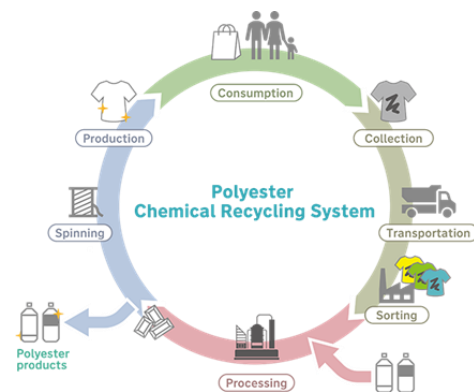 Consumption
Production
Collection
Polyester
Chemical Recycling System
Spinning
Transportation
Sorting
Polyester
products
Processing